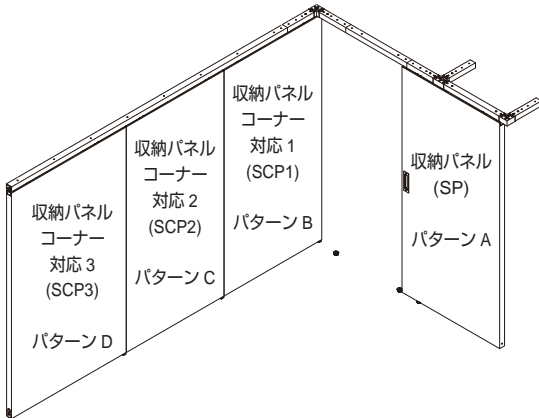 収納パネル
コーナー
対応 1
(SCP1)
パターン B
収納パネル
コーナー
対応 2
(SCP2)
パターン C
収納パネル
コーナー
対応 3
(SCP3)
パターン D
収納パネル
(SP)
パターン A